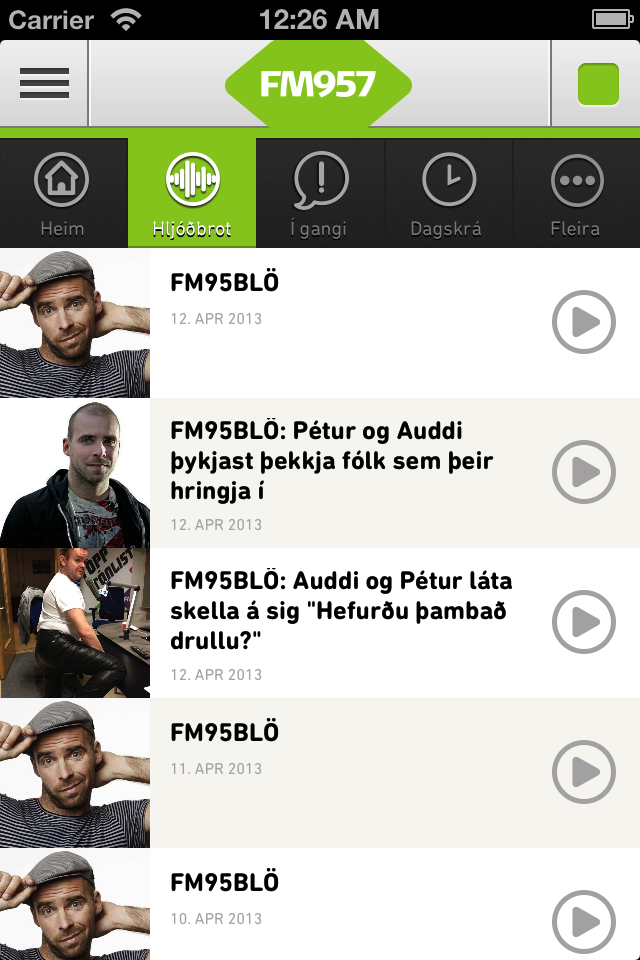 Carrier 12:26 AM
FM957
Heim Hljóðbrot Í gangi Dagskrá Fleira
FM95BLÖ
12. APR 2013
FM95BLÖ: Pétur og Auddi
þykjast þekkja fólk sem þeir
hringja í
12. APR 2013
TOPP
TÓNLIST
FM95BLÖ: Auddi og Pétur láta
skella á sig "Hefurðu þambað
drullu?"
12. APR 2013
FM95BLÖ
11. APR 2013
FM95BLÖ
10. APR 2013